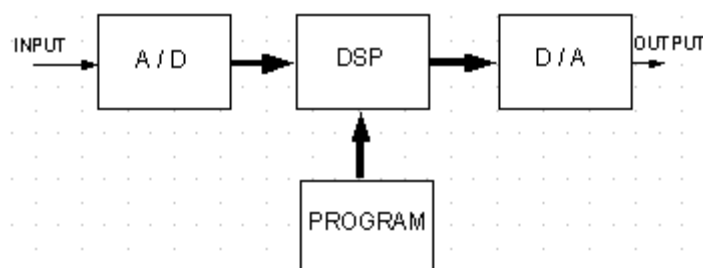 INPUT
A / D
DSP
D / A
OUTPUT
PROGRAM